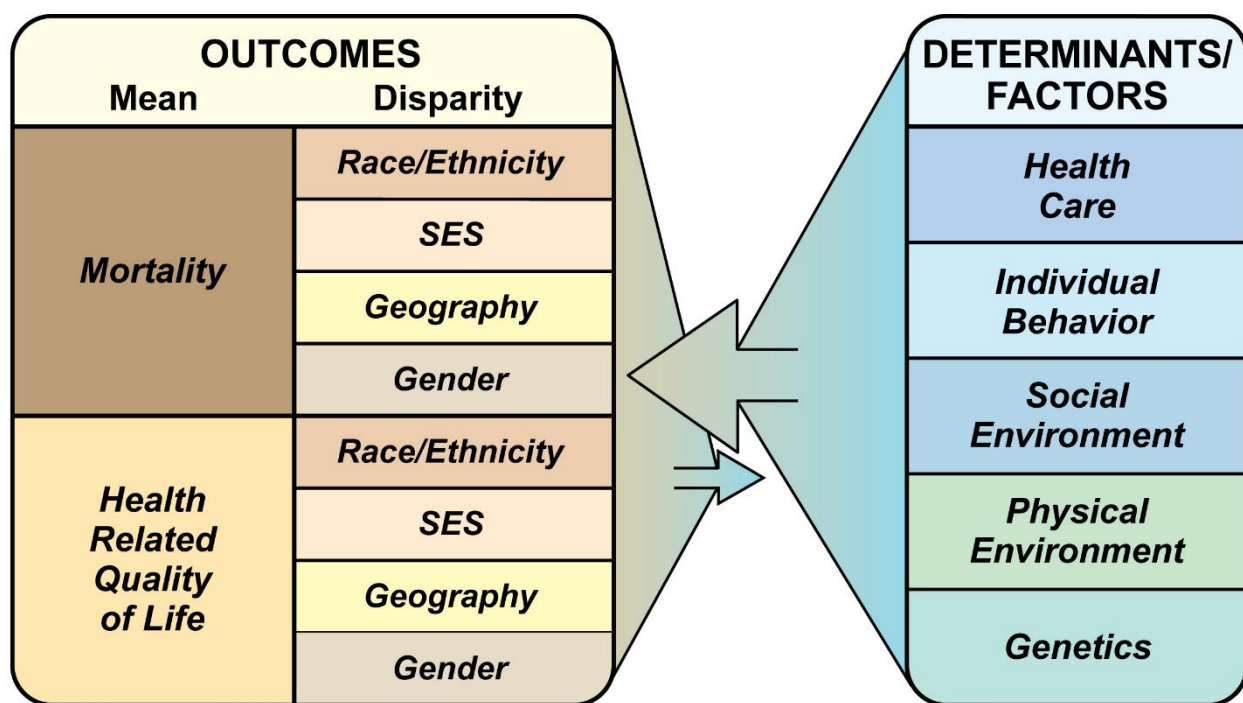 OUTCOMES
Mean Disparity
Mortality
Race/Ethnicity
SES
Geography
Gender
Health
Related
Quality
of Life
Race/Ethnicity
SES
Geography
Gender
DETERMINANTS/
FACTORS
Health
Care
Individual
Behavior
Social
Environment
Physical
Environment
Genetics